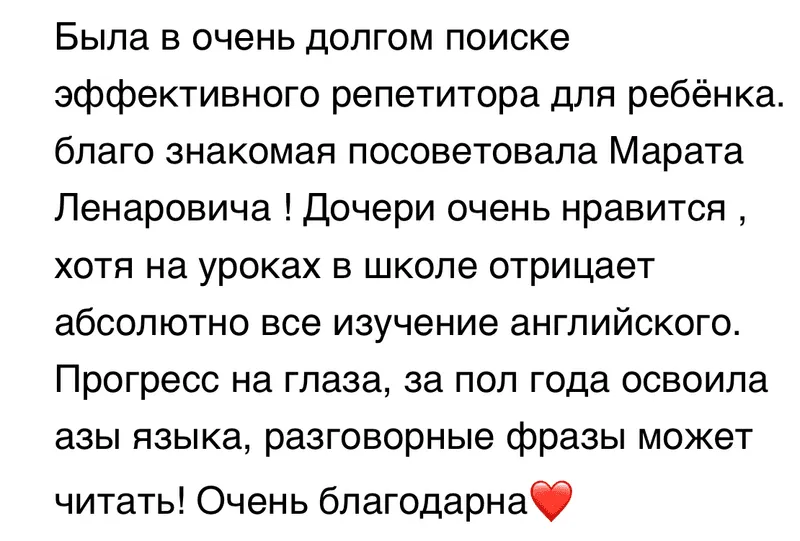 Была в очень долгом поиске
эффективного репетитора для ребёнка.
благо знакомая посоветовала Марата
Ленаровича ! Дочери очень нравится ,
хотя на уроках в школе отрицает
абсолютно все изучение английского.
Прогресс на глаза, за пол года освоила
азы языка, разговорные фразы может
читать! Очень благодарна❤️